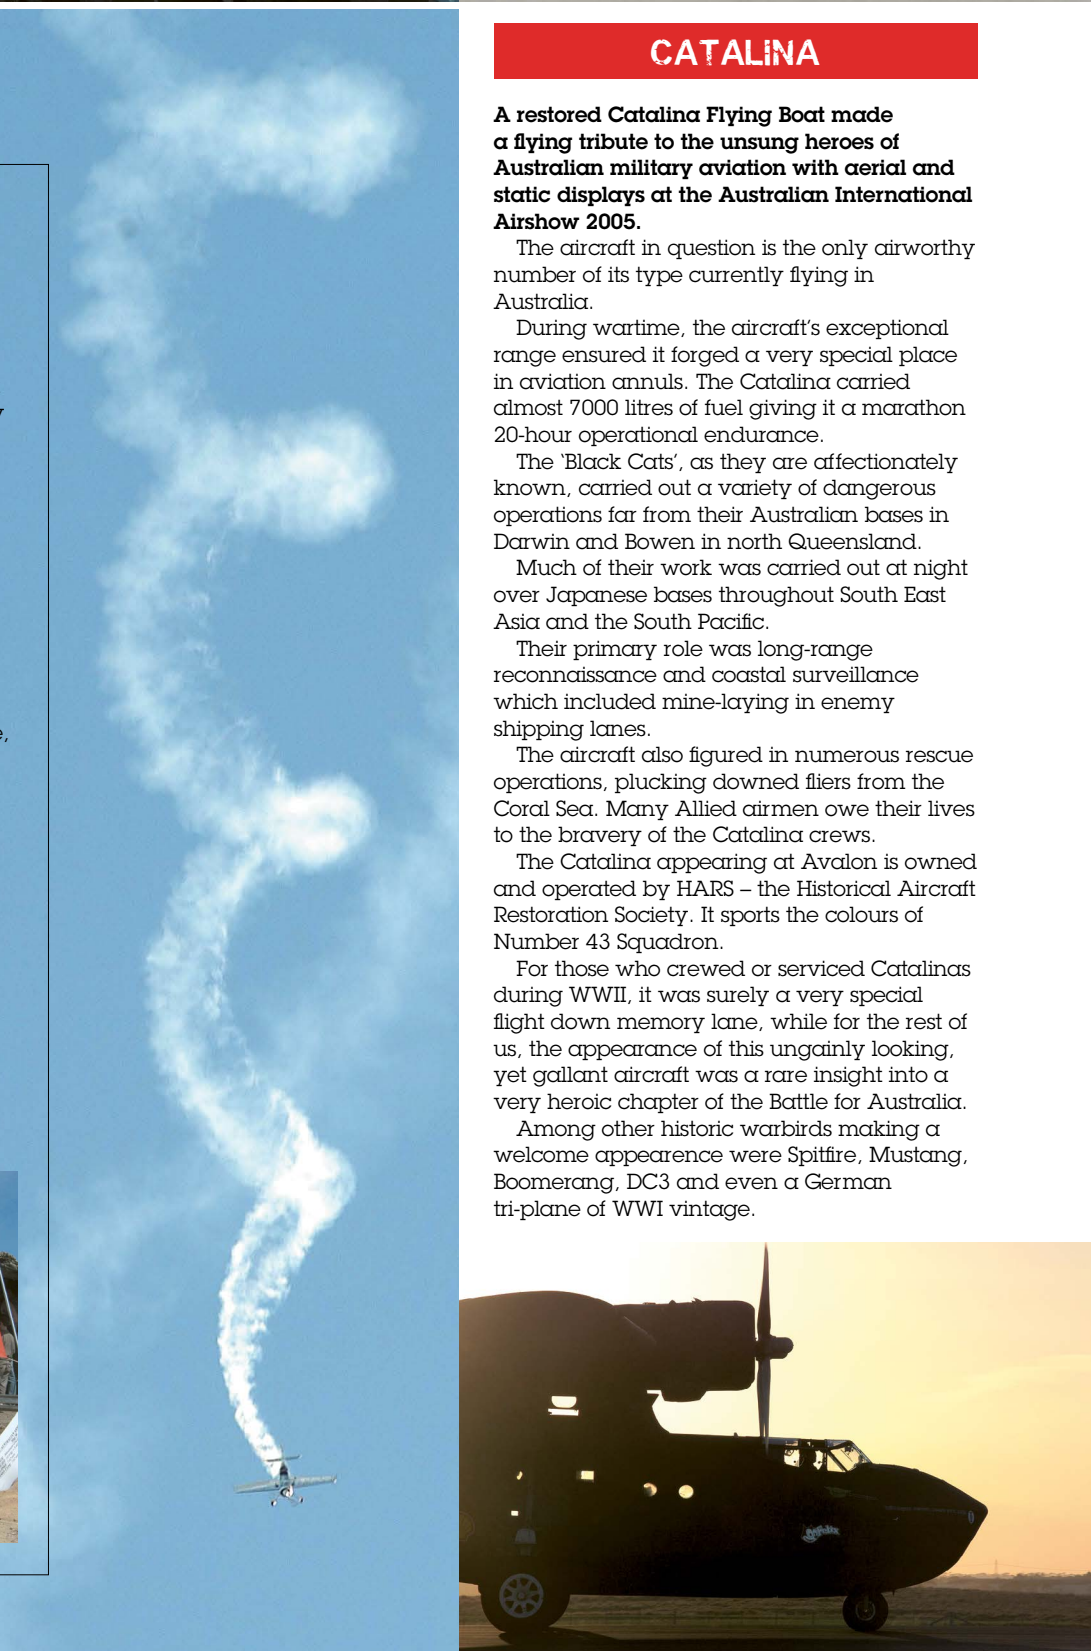 CATALINA
A restored Catalina Flying Boat made
a flying tribute to the unsung heroes of
Australian military aviation with aerial and
static displays at the Australian International
Airshow 2005.
The aircraft in question is the only airworthy
number of its type currently flying in
Australia.
During wartime, the aircraft's exceptional
range ensured it forged a very special place
in aviation annuls. The Catalina carried
almost 7000 litres of fuel giving it a marathon
20-hour operational endurance.
The 'Black Cats', as they are affectionately
known, carried out a variety of dangerous
operations far from their Australian bases in
Darwin and Bowen in north Queensland.
Much of their work was carried out at night
over Japanese bases throughout South East
Asia and the South Pacific.
Their primary role was long-range
reconnaissance and coastal surveillance
which included mine-laying in enemy
shipping lanes.
The aircraft also figured in numerous rescue
operations, plucking downed fliers from the
Coral Sea. Many Allied airmen owe their lives
to the bravery of the Catalina crews.
The Catalina appearing at Avalon is owned
and operated by HARS – the Historical Aircraft
Restoration Society. It sports the colours of
Number 43 Squadron.
For those who crewed or serviced Catalinas
during WWII, it was surely a very special
flight down memory lane, while for the rest of
us, the appearance of this ungainly looking,
yet gallant aircraft was a rare insight into a
very heroic chapter of the Battle for Australia.
Among other historic warbirds making a
welcome appearence were Spitfire, Mustang,
Boomerang, DC3 and even a German
tri-plane of WWI vintage.